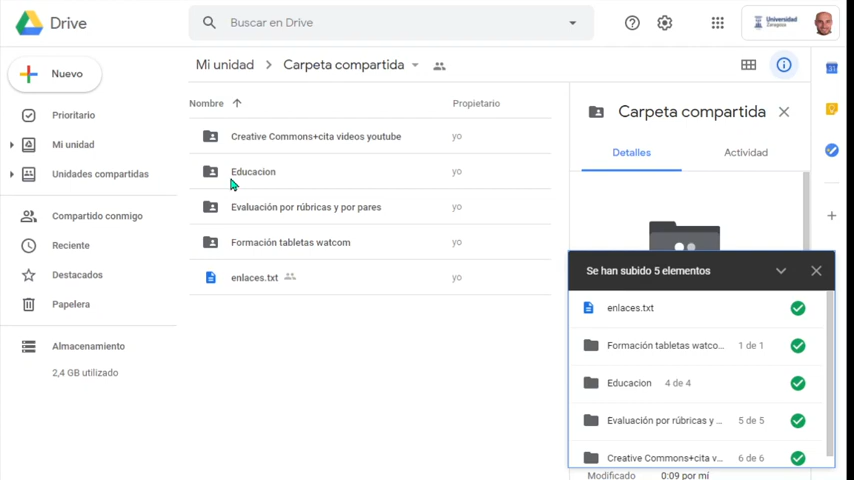 Drive
Buscar en Drive
Universidad
Zaragoza
Nuevo
Mi unidad
Carpeta compartida
Nombre
Propietario
Carpeta compartida
Prioritario
Mi unidad
Unidades compartidas
Compartido conmigo
Reciente
Destacados
Papelera
Almacenamiento
2,4 GB utilizado
Creative Commons+cita videos youtube yo
Educacion yo
Evaluación por rúbricas y por pares yo
Formación tabletas watcom yo
enlaces.txt yo
Detalles Actividad
Se han subido 5 elementos
enlaces.txt
Formación tabletas watco... 1 de 1
Educacion 4 de 4
Evaluación por rúbricas y ... 5 de 5
Creative Commons+cita v... 6 de 6
Modificado 0:09 por mí
31